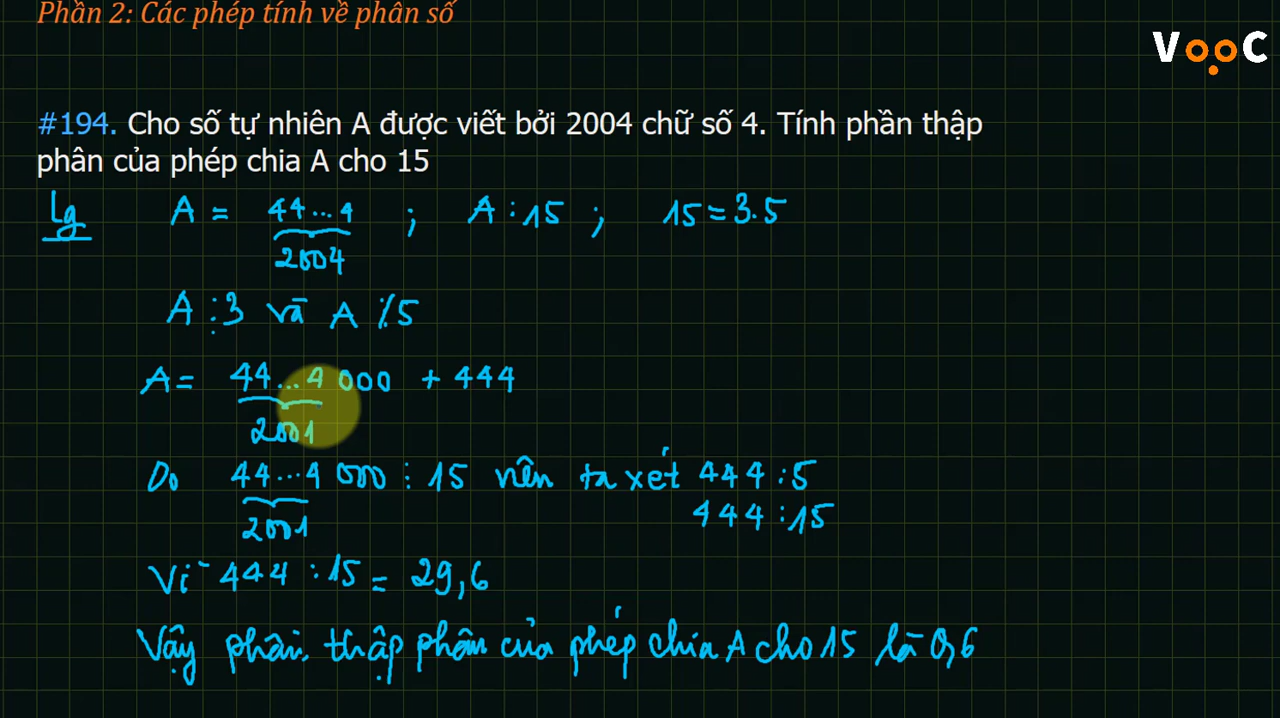 Phần 2: Các phép tính về phân số
VooC
#194. Cho số tự nhiên A được viết bởi 2004 chữ số 4. Tính phần thập
phân của phép chia A cho 15
Lg A = 44...4 ; A : 15 ; 15 = 3.5
2004
A ⋮ 3 và A ⋮̸ 5
A = 44...4 000 + 444
2001
Do 44...4 000 ⋮ 15 nên ta xét 444 : 5
2001 444 : 15
Vì 444 : 15 = 29,6
Vậy phần thập phân của phép chia A cho 15 là 0,6